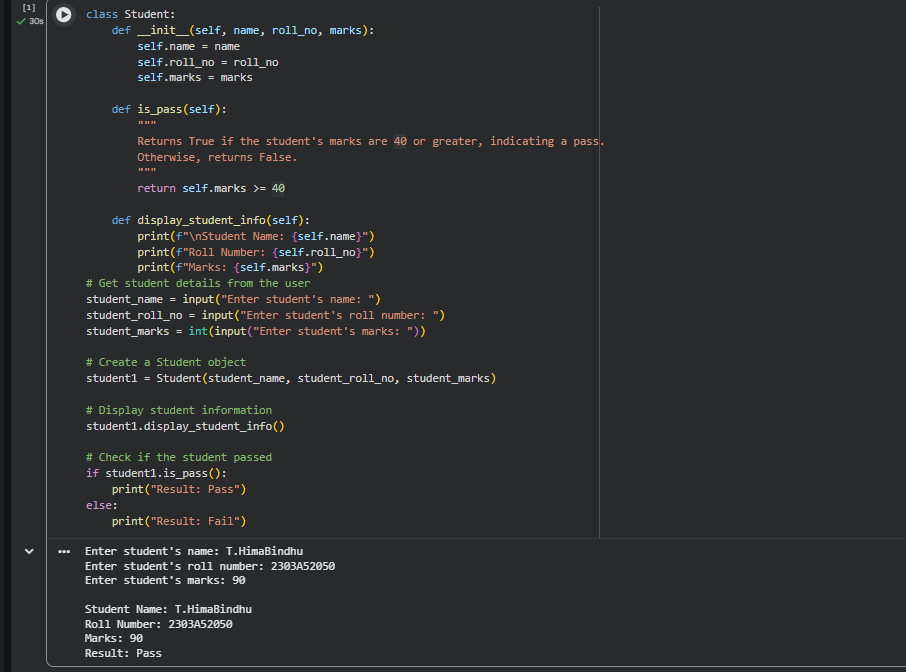 [1]
30s
class Student:
    def __init__(self, name, roll_no, marks):
        self.name = name
        self.roll_no = roll_no
        self.marks = marks

    def is_pass(self):
        """
        Returns True if the student's marks are 40 or greater, indicating a pass.
        Otherwise, returns False.
        """
        return self.marks >= 40

    def display_student_info(self):
        print(f"\nStudent Name: {self.name}")
        print(f"Roll Number: {self.roll_no}")
        print(f"Marks: {self.marks}")
# Get student details from the user
student_name = input("Enter student's name: ")
student_roll_no = input("Enter student's roll number: ")
student_marks = int(input("Enter student's marks: "))

# Create a Student object
student1 = Student(student_name, student_roll_no, student_marks)

# Display student information
student1.display_student_info()

# Check if the student passed
if student1.is_pass():
    print("Result: Pass")
else:
    print("Result: Fail")
Enter student's name: T.HimaBindhu
Enter student's roll number: 2303A52050
Enter student's marks: 90

Student Name: T.HimaBindhu
Roll Number: 2303A52050
Marks: 90
Result: Pass